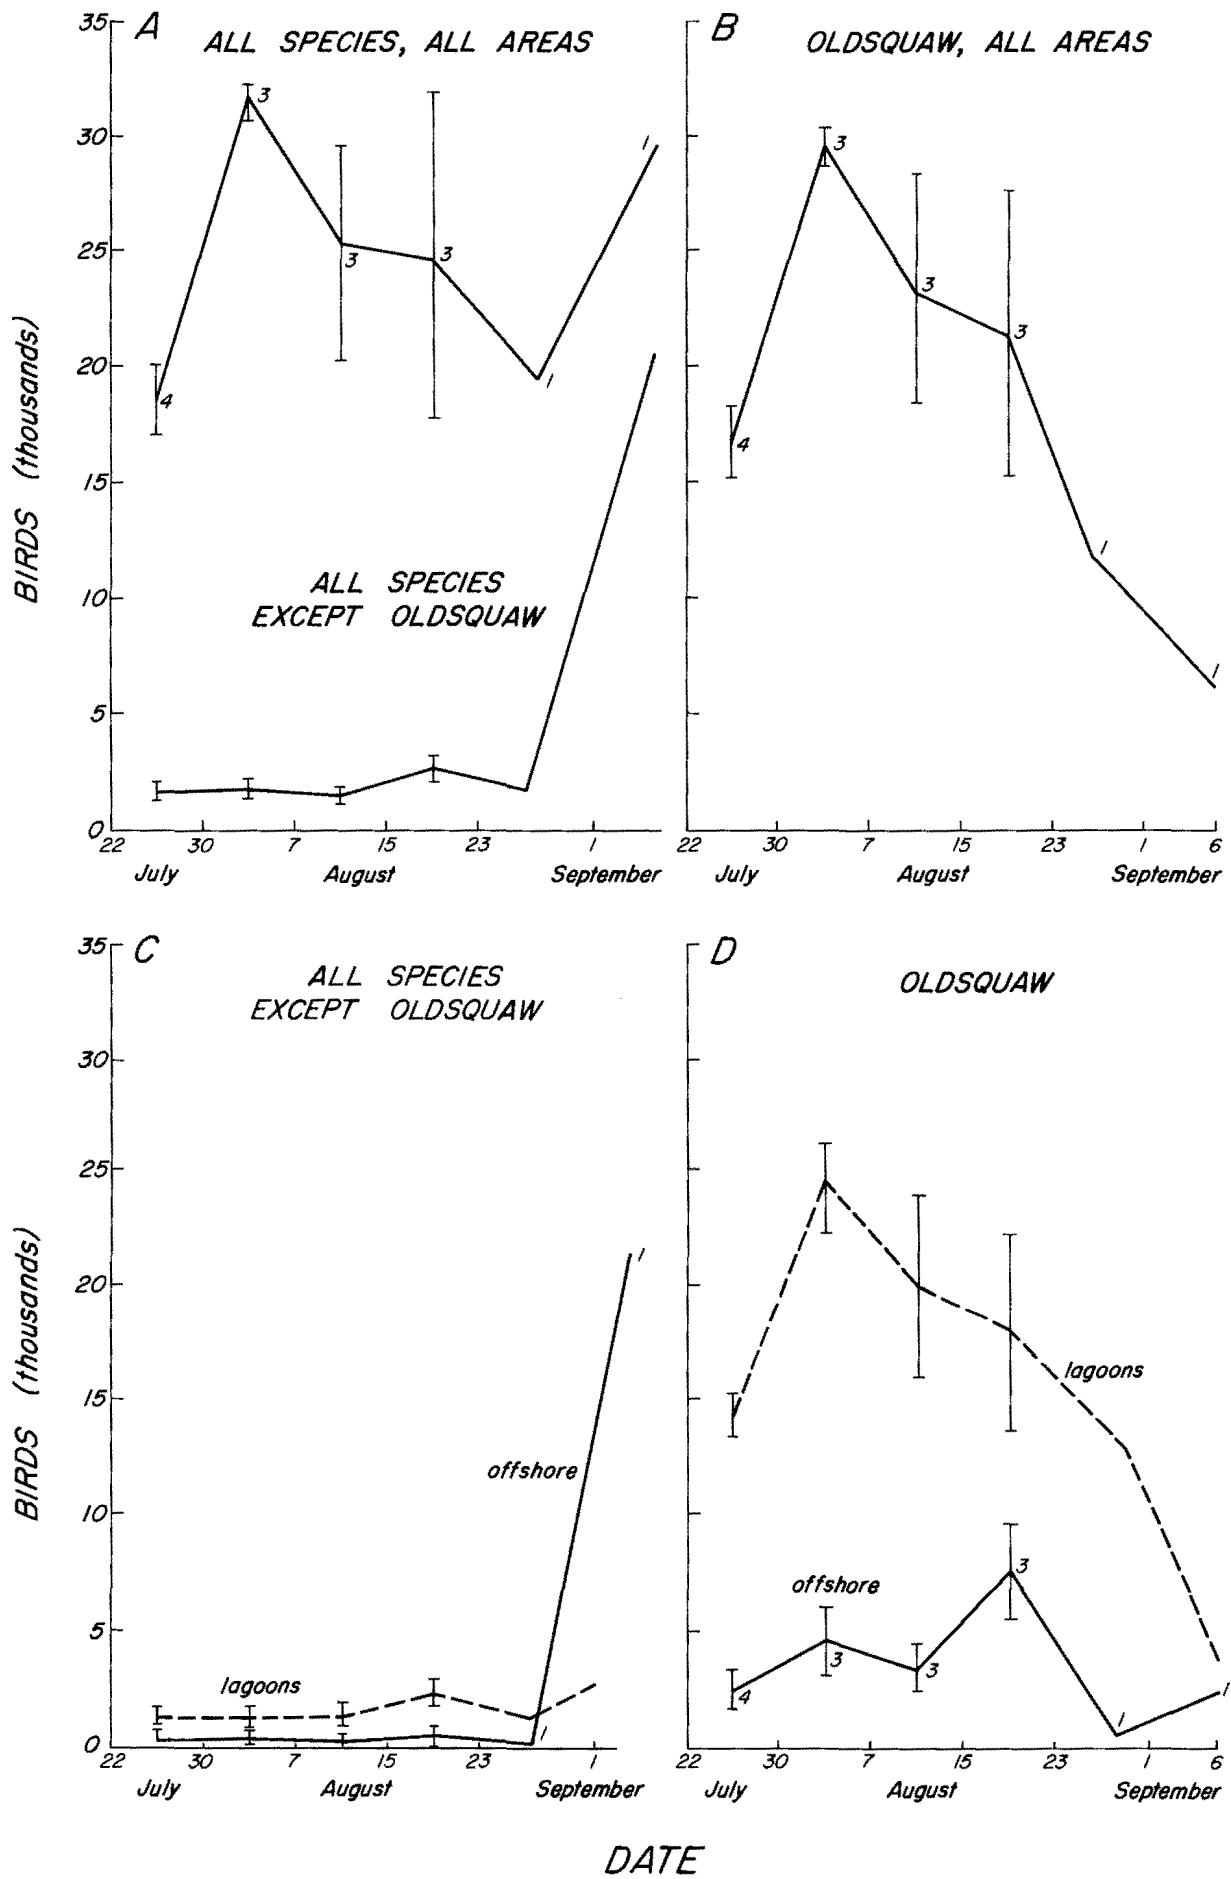 A ALL SPECIES, ALL AREAS
35
30
25
20
15
10
5
0
BIRDS (thousands)
3
3
3
4
1
1
ALL SPECIES
EXCEPT OLDSQUAW
22 30 7 15 23 1
July August September
B OLDSQUAW, ALL AREAS
3
3
3
4
1
1
22 30 7 15 23 1 6
July August September
C ALL SPECIES
EXCEPT OLDSQUAW
35
30
25
20
15
10
5
0
BIRDS (thousands)
1
offshore
lagoons
1
22 30 7 15 23 1
July August September
D OLDSQUAW
lagoons
offshore
3
3
3
4
1
1
22 30 7 15 23 1 6
July August September
DATE